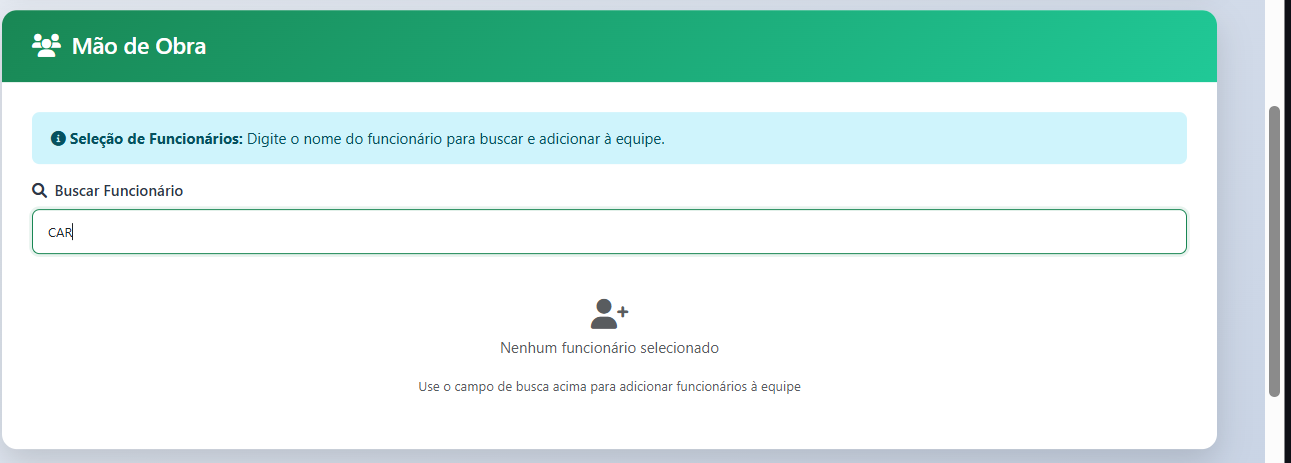 Mão de Obra
Seleção de Funcionários: Digite o nome do funcionário para buscar e adicionar à equipe.
Buscar Funcionário
CAR
Nenhum funcionário selecionado
Use o campo de busca acima para adicionar funcionários à equipe